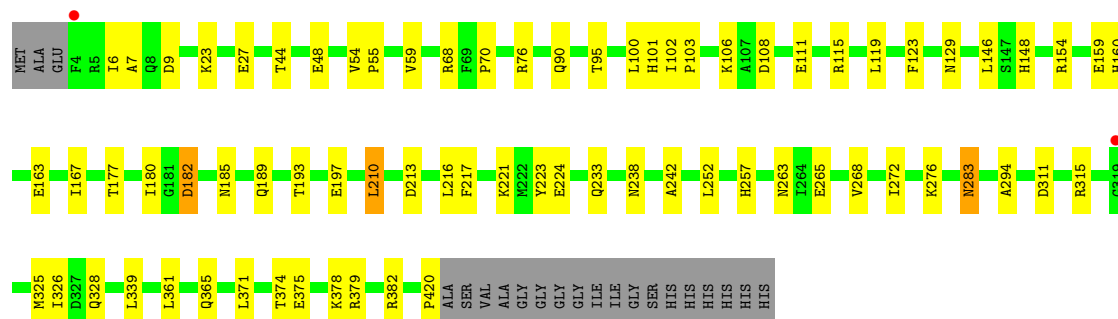 MET ALA GLU F4 R5 I6 A7 Q8 D9 K23 E27 T44 E48 V54 P55 V59 R68 F69 P70 R76 Q90 T95 L100 H101 I102 P103 K106 A107 D108 E111 R115 L119 F123 N129 L146 S147 H148 R154 E159 H160
E163 I167 T177 I180 G181 D182 N185 Q189 T193 E197 L210 D213 L216 F217 K221 M222 Y223 E224 Q233 N238 A242 L252 H257 N263 I264 E265 V268 I272 K276 N283 A294 D311 R315 G319
M325 I326 D327 Q328 L339 L361 Q365 L371 T374 E375 K378 R379 R382 P420 ALA SER VAL ALA GLY GLY GLY GLY ILE ILE GLY SER HIS HIS HIS HIS HIS HIS